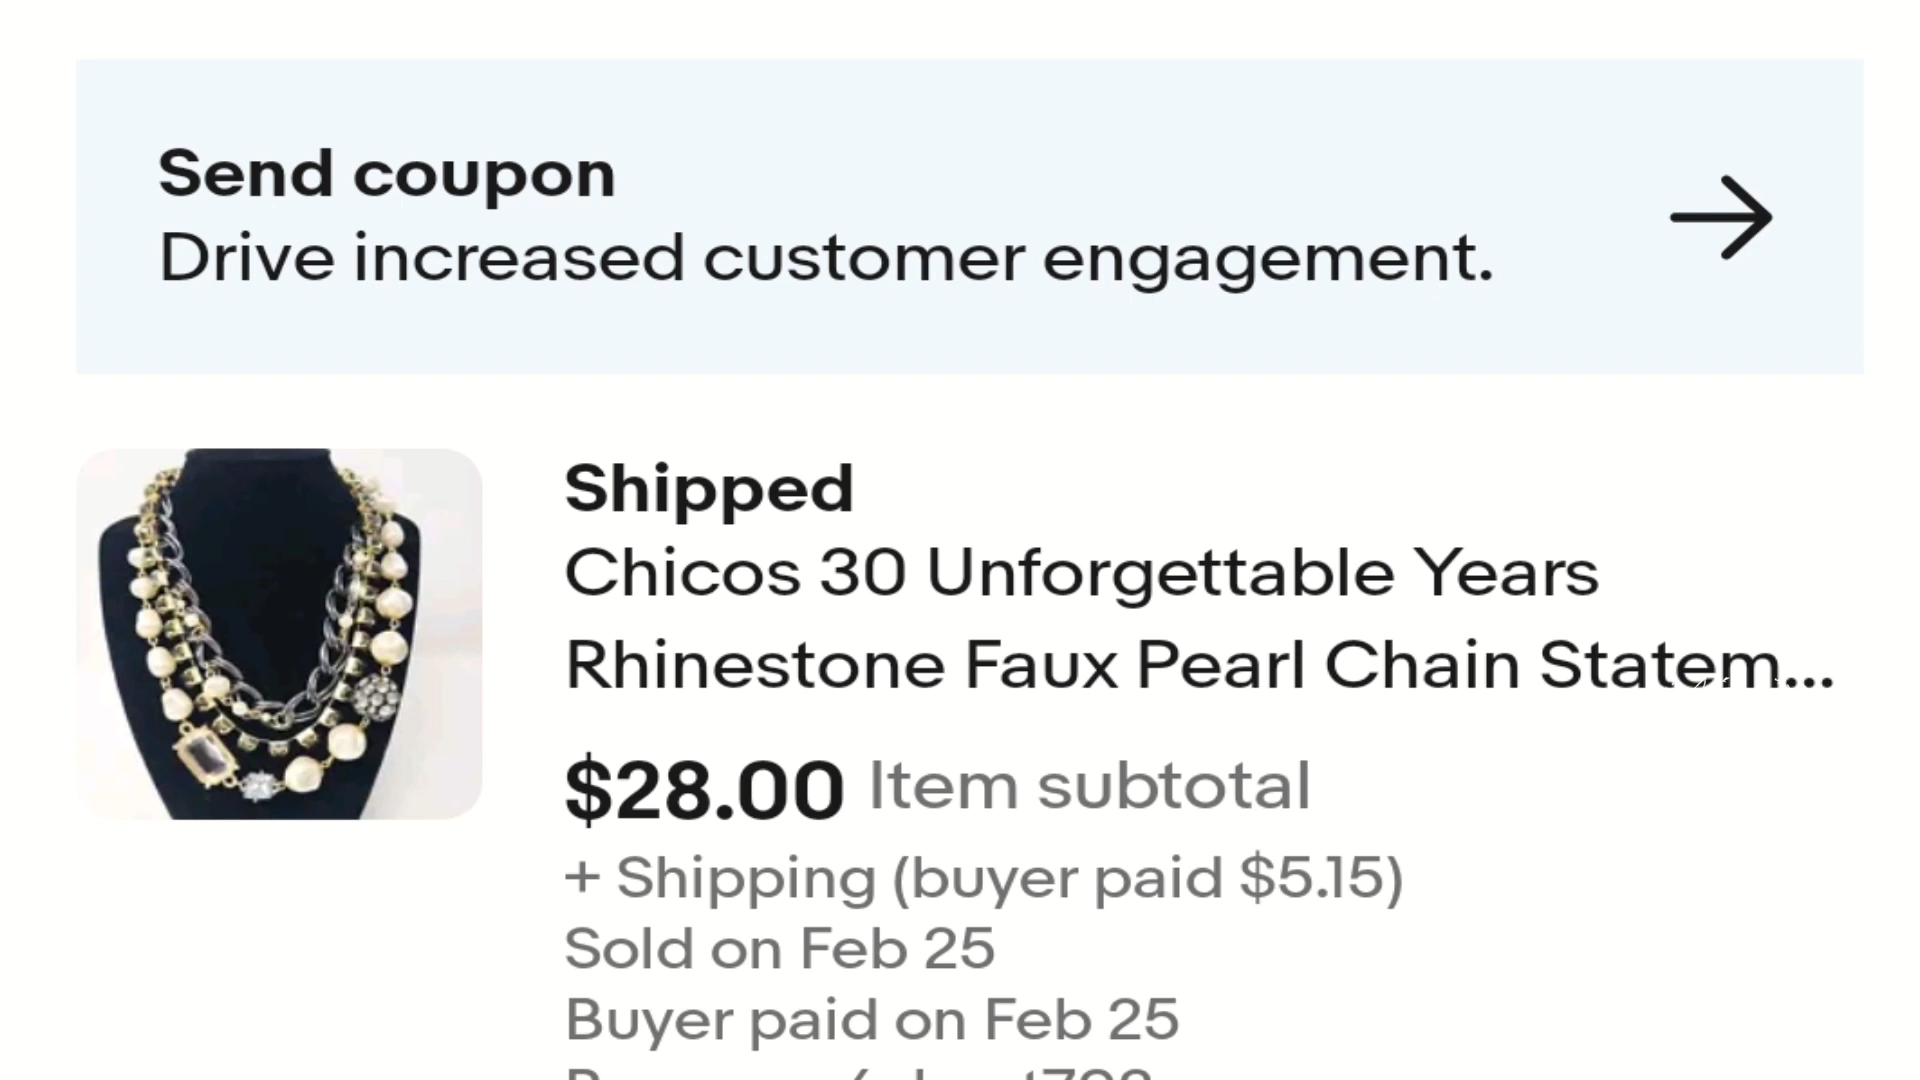 Send coupon
Drive increased customer engagement.
Shipped
Chicos 30 Unforgettable Years
Rhinestone Faux Pearl Chain Statem...
$28.00 Item subtotal
+ Shipping (buyer paid $5.15)
Sold on Feb 25
Buyer paid on Feb 25